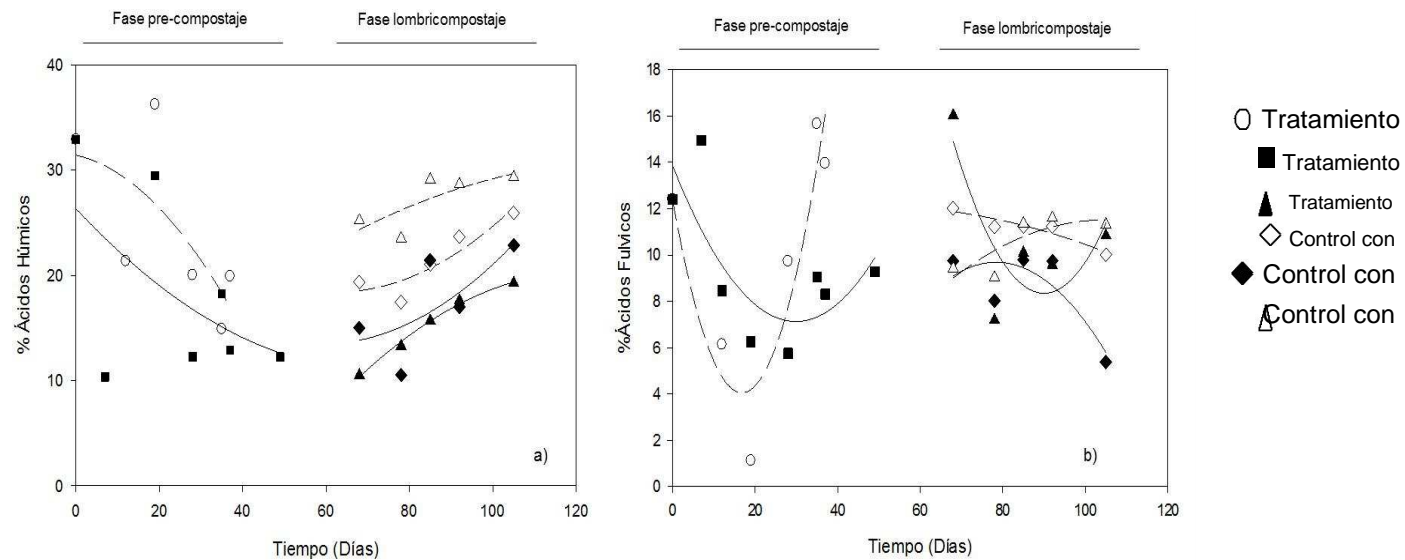 Fase pre-compostaje
Fase lombricompostaje
40
30
20
10
0
% Ácidos Húmicos
0
20
40
60
80
100
120
Tiempo (Días)
a)
Fase pre-compostaje
Fase lombricompostaje
18
16
14
12
10
8
6
4
2
0
%Ácidos Fulvicos
0
20
40
60
80
100
120
Tiempo (Días)
b)
Tratamiento
Tratamiento
Tratamiento
Control con
Control con
Control con